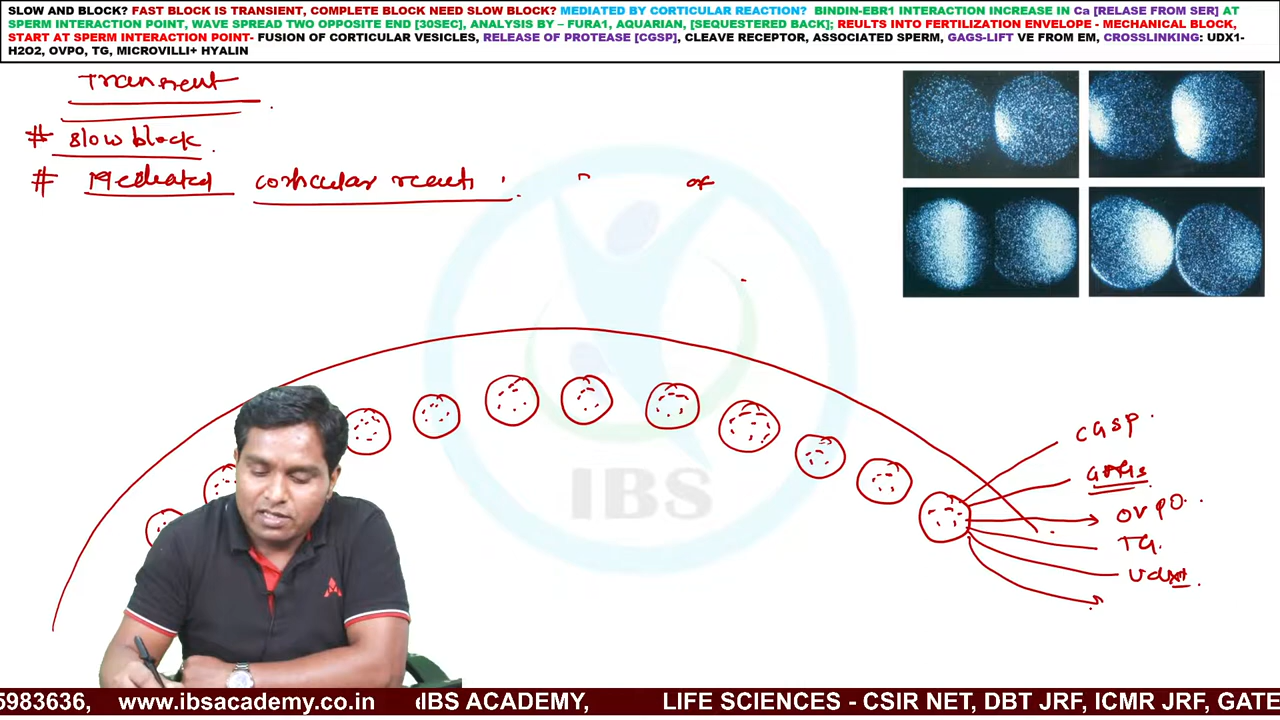 SLOW AND BLOCK? FAST BLOCK IS TRANSIENT, COMPLETE BLOCK NEED SLOW BLOCK? MEDIATED BY CORTICULAR REACTION? BINDIN-EBR1 INTERACTION INCREASE IN Ca [RELASE FROM SER] AT
SPERM INTERACTION POINT, WAVE SPREAD TWO OPPOSITE END [30SEC], ANALYSIS BY – FURA1, AQUARIAN, [SEQUESTERED BACK]; REULTS INTO FERTILIZATION ENVELOPE - MECHANICAL BLOCK,
START AT SPERM INTERACTION POINT- FUSION OF CORTICAL VESICLES, RELEASE OF PROTEASE [CGSP], CLEAVE RECEPTOR, ASSOCIATED SPERM, GAGS-LIFT VE FROM EM, CROSSLINKING: UDX1-
H2O2, OVPO, TG, MICROVILLI+ HYALIN
Transient
# slow block
# Mediated corticular reacti of
CGSP
GAGs
OVPO
TG
Udx1
IBS
5983636, www.ibsacademy.co.in IBS ACADEMY, LIFE SCIENCES - CSIR NET, DBT JRF, ICMR JRF, GATE